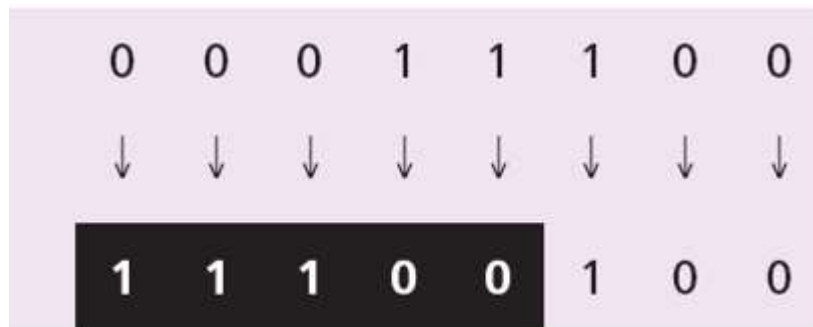 0 0 0 1 1 1 0 0
↓ ↓ ↓ ↓ ↓ ↓ ↓ ↓
1 1 1 0 0 1 0 0